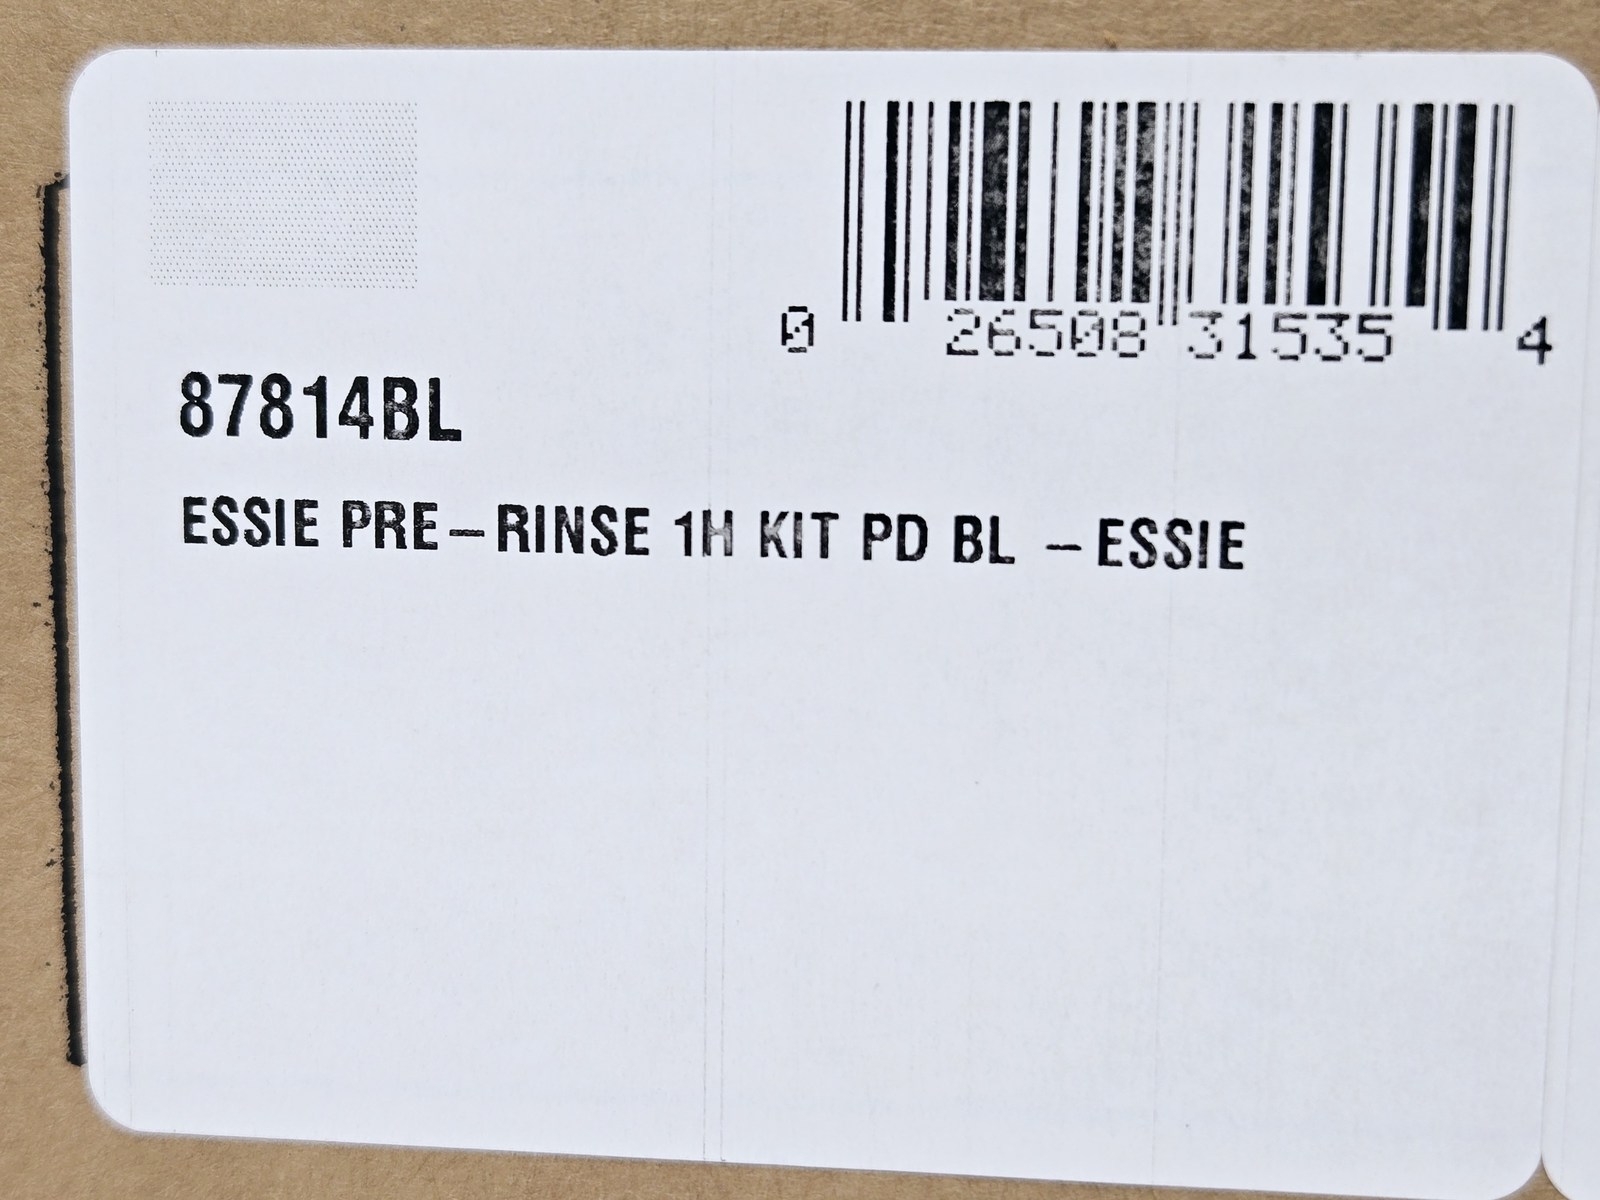 0 26508 31535 4
87814BL
ESSIE PRE-RINSE 1H KIT PD BL -ESSIE